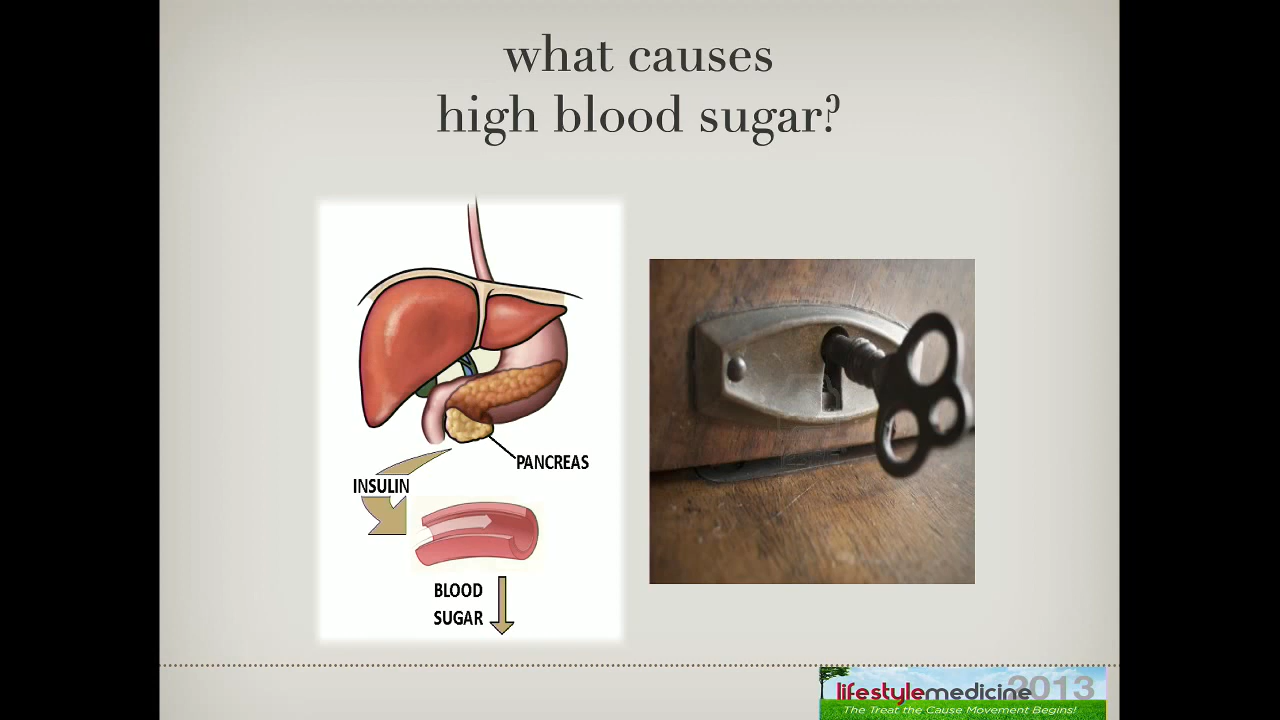 what causes
high blood sugar?
PANCREAS
INSULIN
BLOOD
SUGAR
lifestylemedicine2013
The Treat the Cause Movement Begins!